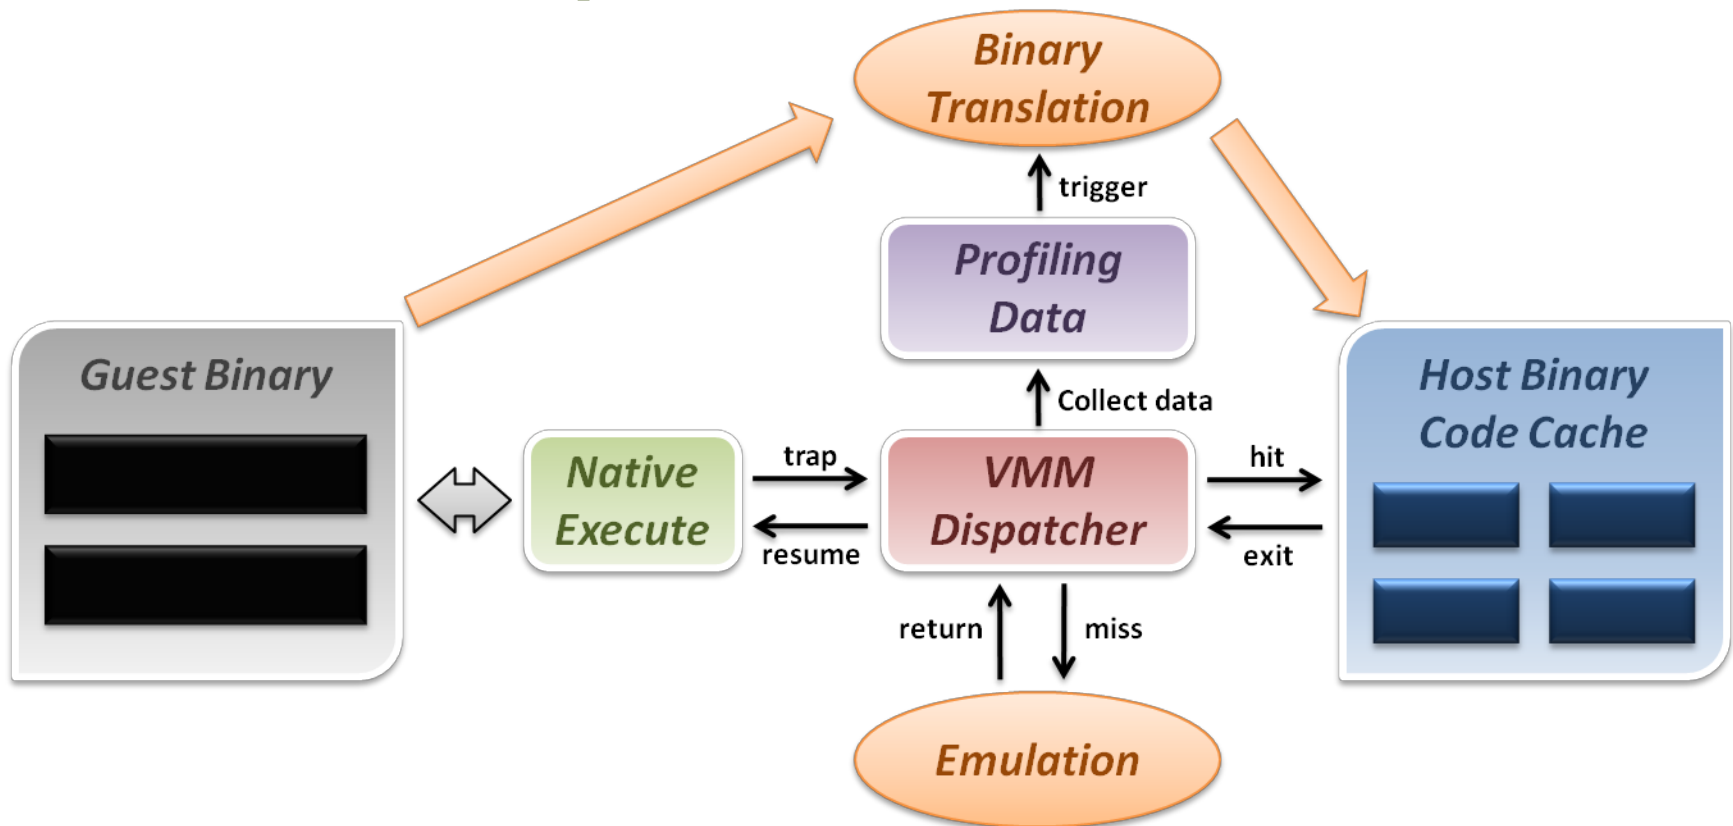 Binary
Translation
trigger
Profiling
Data
Guest Binary
Host Binary
Code Cache
Collect data
Native
Execute
trap
resume
VMM
Dispatcher
hit
exit
return
miss
Emulation